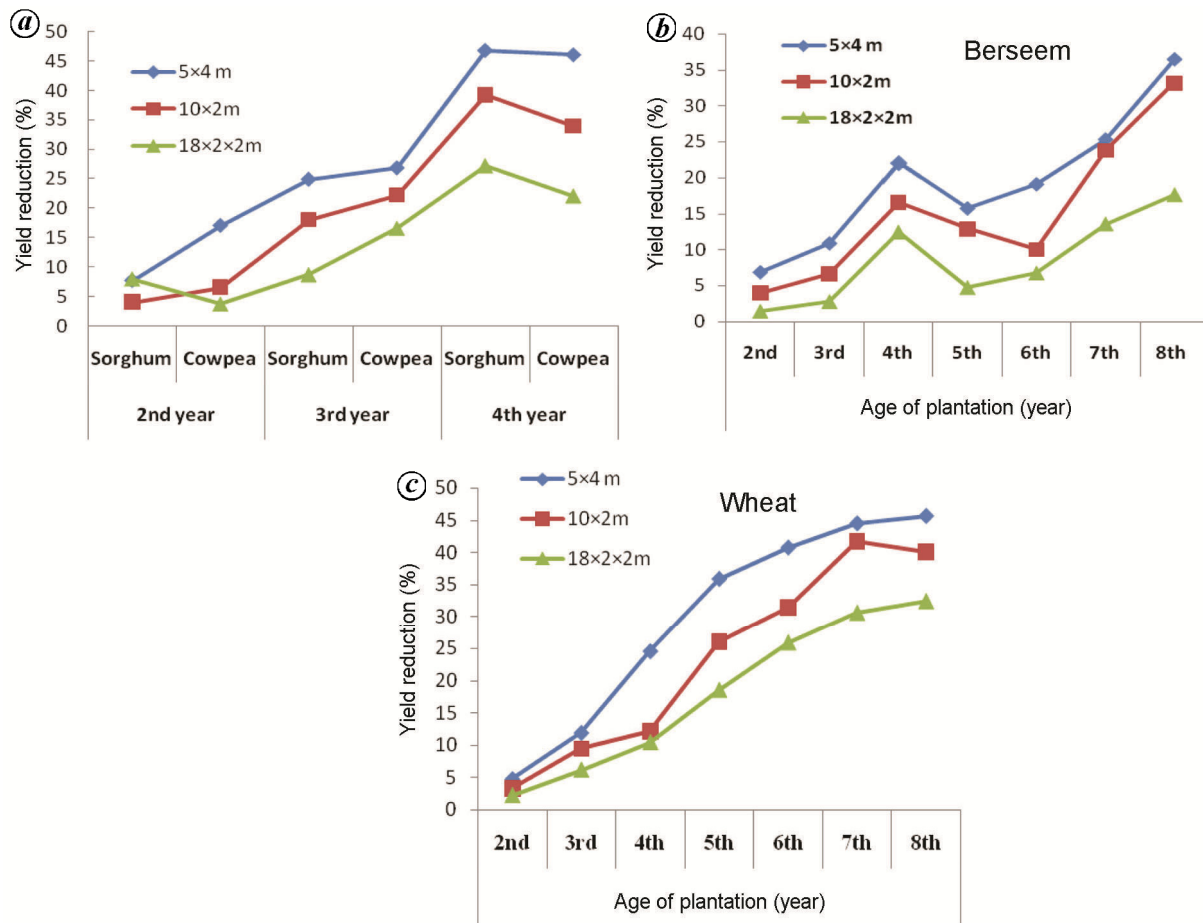 a
50
45
40
35
30
25
20
15
10
5
0
Yield reduction (%)
5×4 m
10×2m
18×2×2m
Sorghum Cowpea Sorghum Cowpea Sorghum Cowpea
2nd year 3rd year 4th year
b
Berseem
40
35
30
25
20
15
10
5
0
Yield reduction (%)
5×4 m
10×2m
18×2×2m
2nd 3rd 4th 5th 6th 7th 8th
Age of plantation (year)
c
Wheat
50
45
40
35
30
25
20
15
10
5
0
Yield reduction (%)
5×4 m
10×2m
18×2×2m
2nd 3rd 4th 5th 6th 7th 8th
Age of plantation (year)